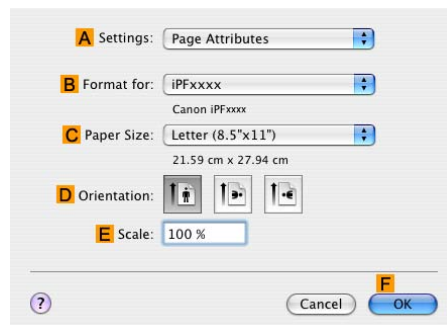 A Settings: Page Attributes
B Format for: iPFxxxx
Canon iPFxxxx
C Paper Size: Letter (8.5"x11")
21.59 cm x 27.94 cm
D Orientation:
E Scale: 100 %
F
? Cancel OK